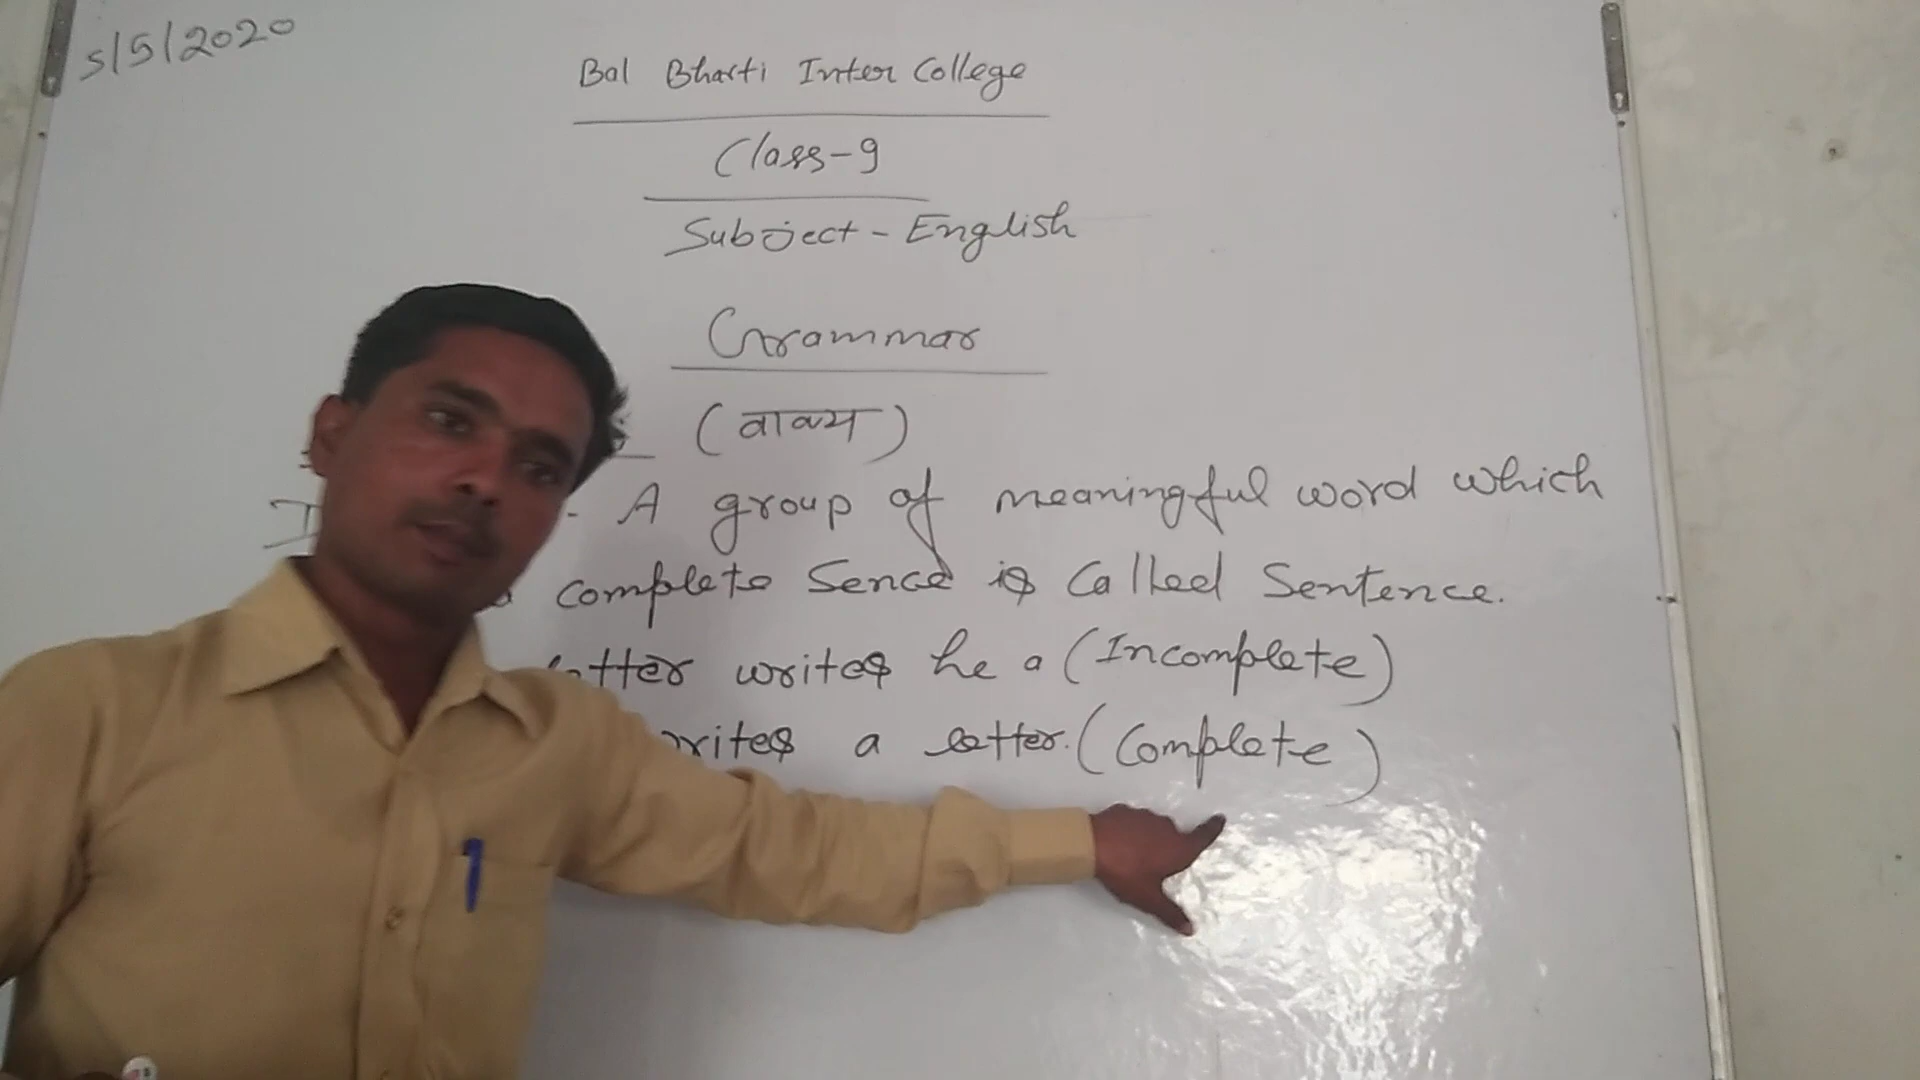 5/5/2020
Bal Bharti Inter College
Class-9
Subject - English
Grammar
(वाक्य)
- A group of meaningful word which
complete Sence is Called Sentence.
writes he a (Incomplete)
a letter. (Complete)